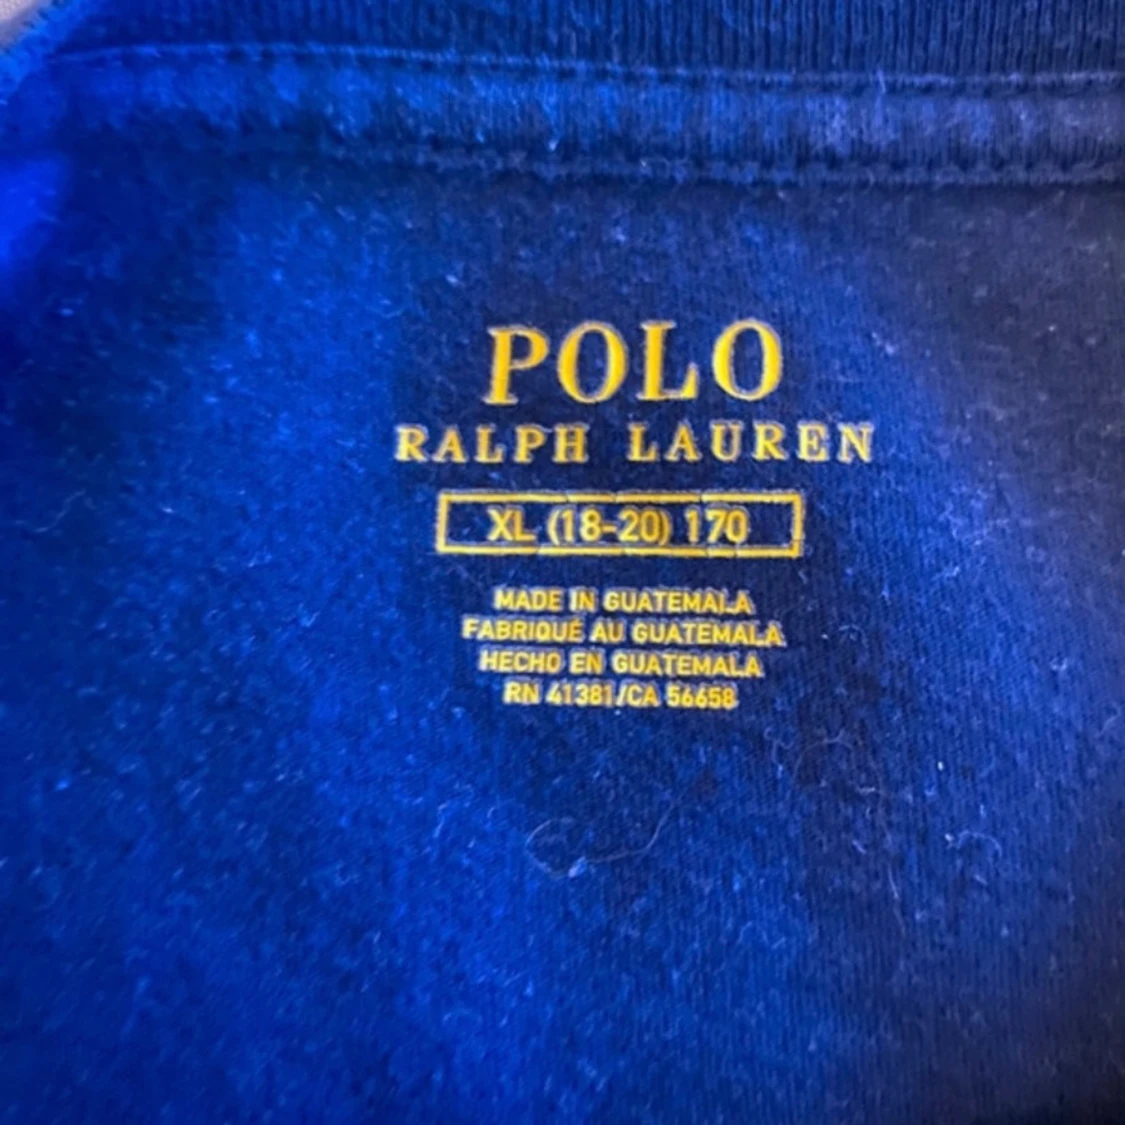 POLO
RALPH LAUREN
XL (18-20) 170
MADE IN GUATEMALA
FABRIQUÉ AU GUATEMALA
HECHO EN GUATEMALA
RN 41381/CA 56658